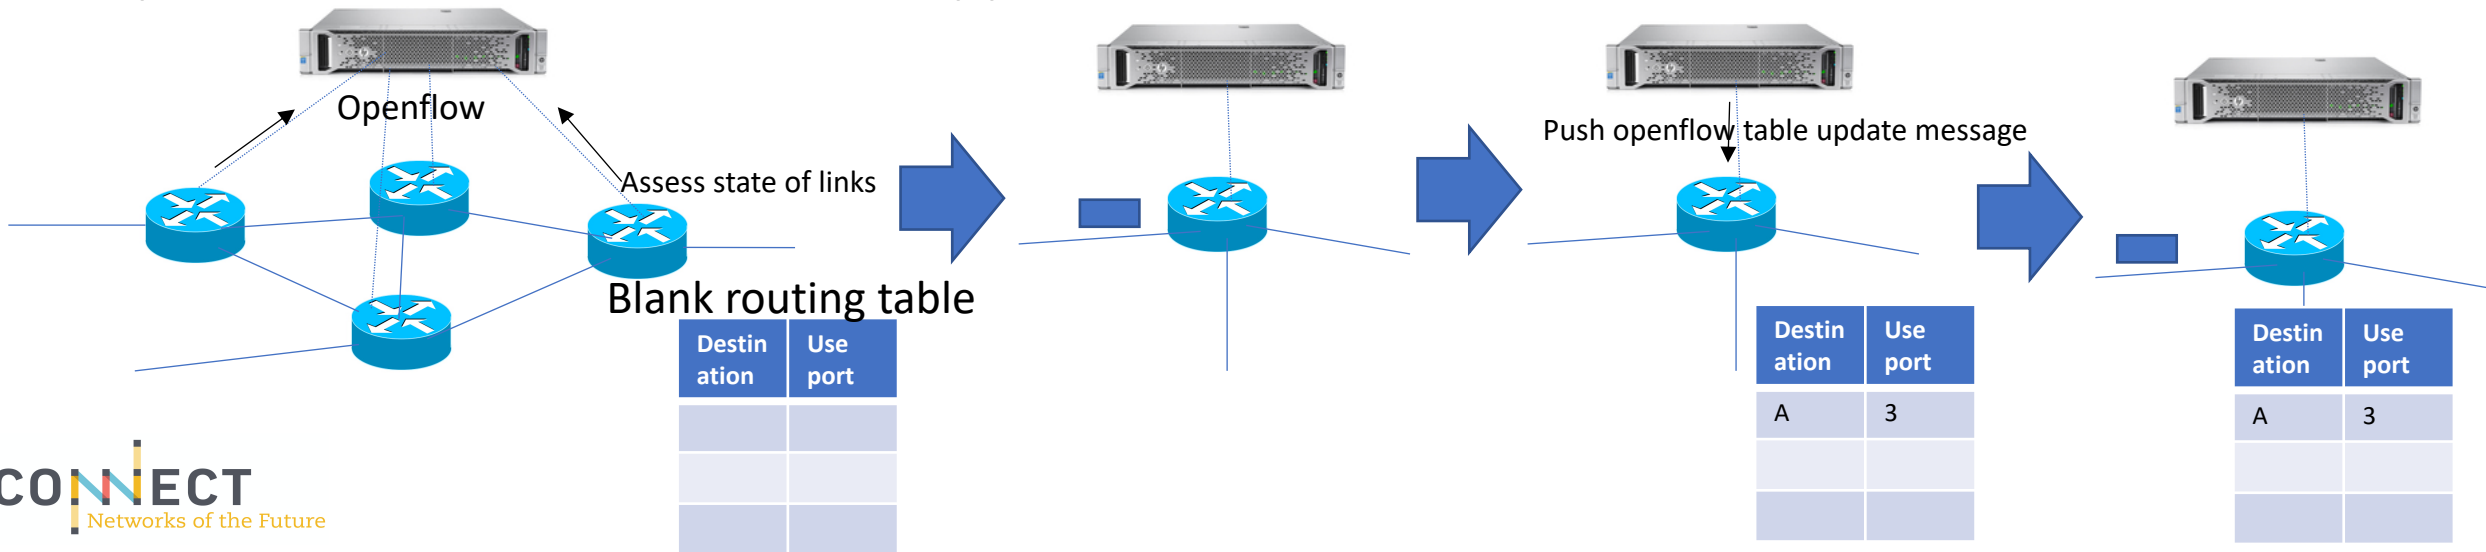 Openflow
Assess state of links
Blank routing table
Destin
ation
Use
port
Push openflow table update message
Destin
ation
Use
port
A
3
Destin
ation
Use
port
A
3
CONNECT
Networks of the Future